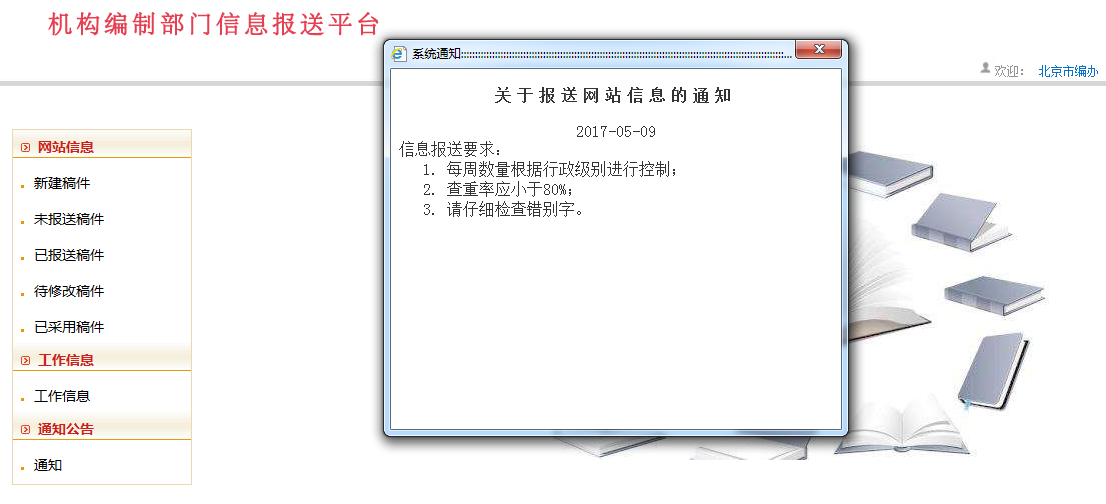 机构编制部门信息报送平台
系统通知::::::::::::::::::::::::::::::::::::::::::::::::::::::::::::::::::::::::::::::::::::::::::::::::::::::::::::::...
欢迎: 北京市编办
关于报送网站信息的通知
2017-05-09
信息报送要求:
1. 每周数量根据行政级别进行控制;
2. 查重率应小于80%;
3. 请仔细检查错别字。
网站信息
新建稿件
未报送稿件
已报送稿件
待修改稿件
已采用稿件
工作信息
工作信息
通知公告
通知